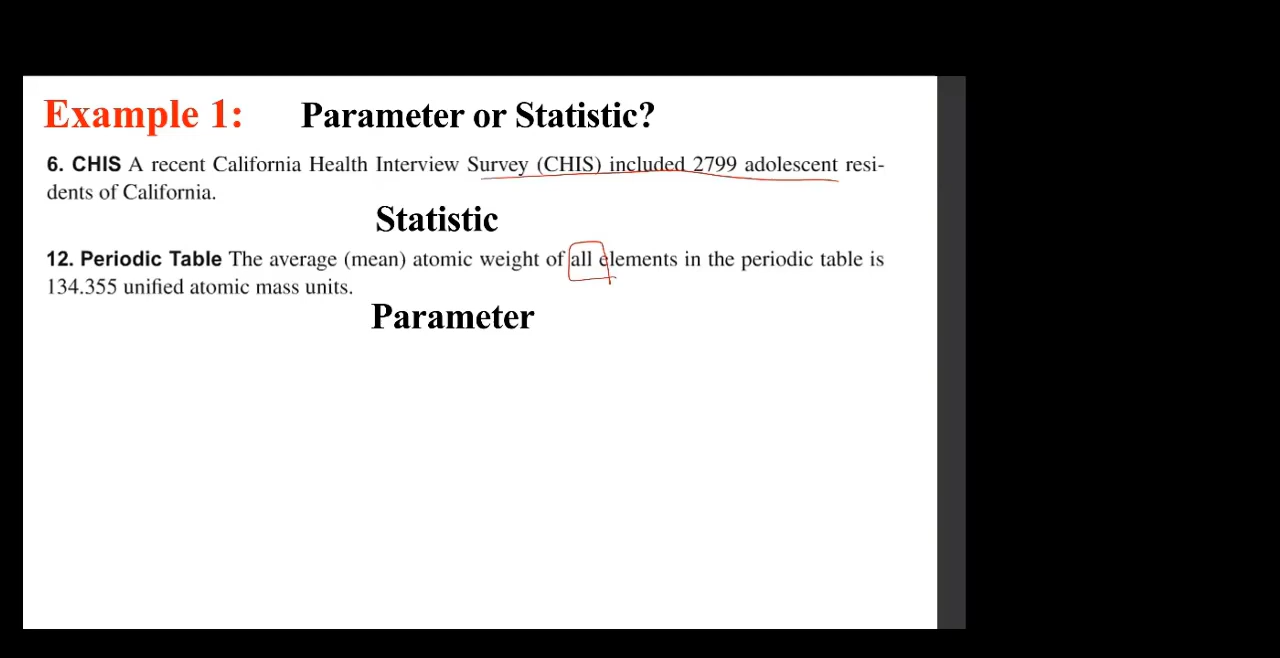 Example 1: Parameter or Statistic?
6. CHIS A recent California Health Interview Survey (CHIS) included 2799 adolescent resi-
dents of California.
Statistic
12. Periodic Table The average (mean) atomic weight of all elements in the periodic table is
134.355 unified atomic mass units.
Parameter